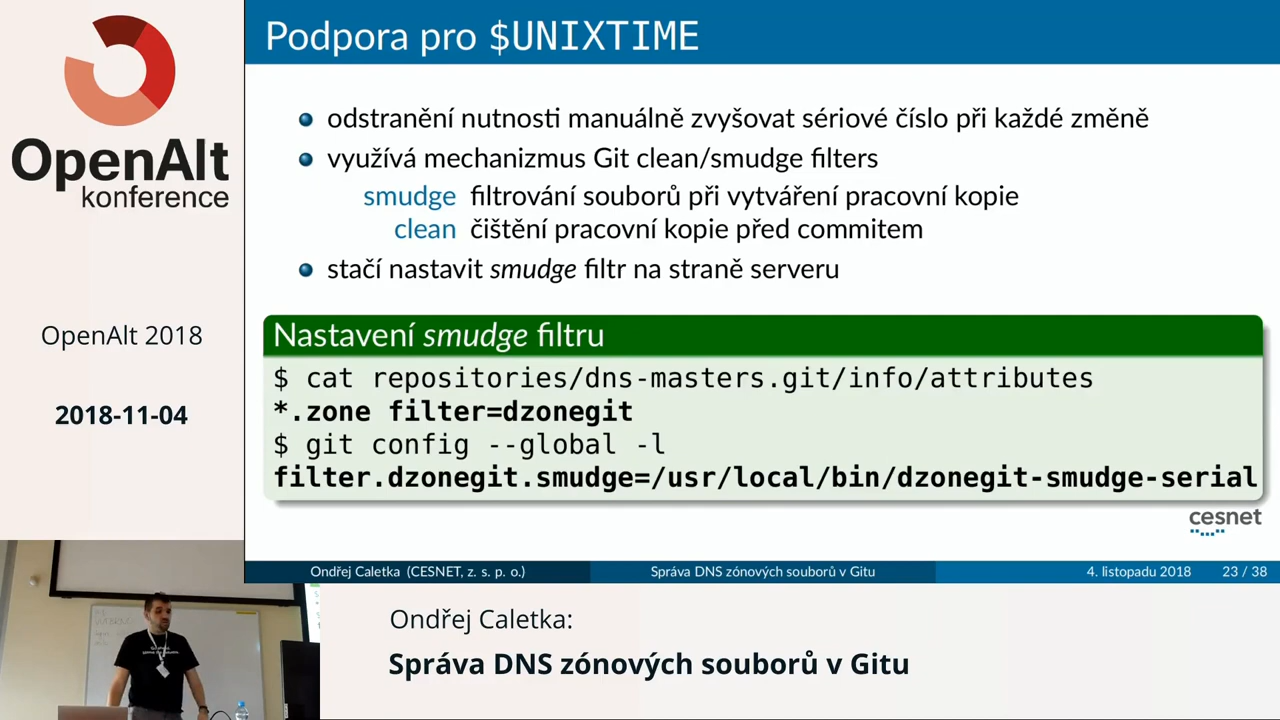 OpenAlt
konference
OpenAlt 2018
2018-11-04
Podpora pro $UNIXTIME
odstranění nutnosti manuálně zvyšovat sériové číslo při každé změně
využívá mechanizmus Git clean/smudge filters
smudge filtrování souborů při vytváření pracovní kopie
clean čištění pracovní kopie před commitem
stačí nastavit smudge filtr na straně serveru
Nastavení smudge filtru
$ cat repositories/dns-masters.git/info/attributes
*.zone filter=dzonegit
$ git config --global -l
filter.dzonegit.smudge=/usr/local/bin/dzonegit-smudge-serial
cesnet
Ondřej Caletka (CESNET, z. s. p. o.) Správa DNS zónových souborů v Gitu 4. listopadu 2018 23 / 38
Ondřej Caletka:
Správa DNS zónových souborů v Gitu